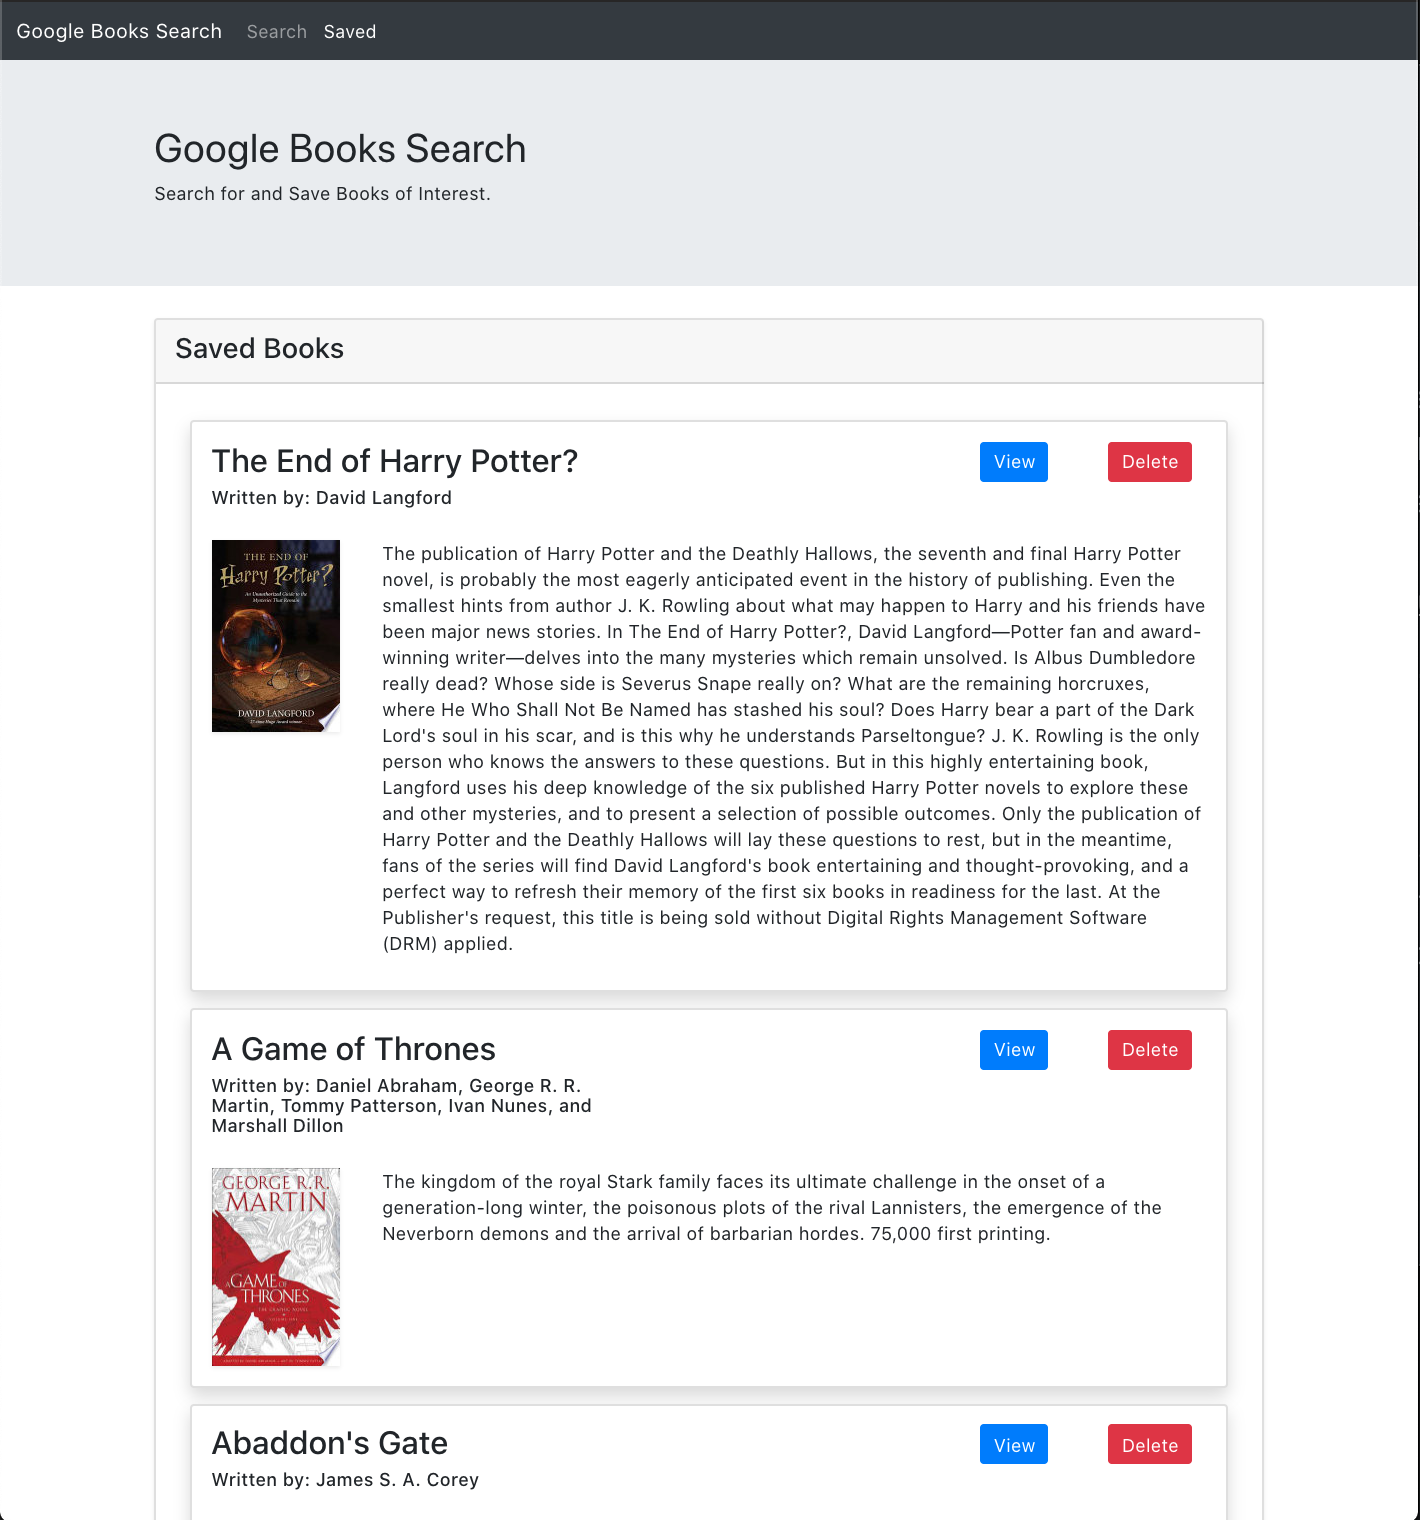 Google Books Search Search Saved
Google Books Search
Search for and Save Books of Interest.
Saved Books
The End of Harry Potter?
View
Delete
Written by: David Langford
THE END OF
Harry Potter?
An Unauthorized Guide to the
Mysteries That Remain
DAVID LANGFORD
The publication of Harry Potter and the Deathly Hallows, the seventh and final Harry Potter
novel, is probably the most eagerly anticipated event in the history of publishing. Even the
smallest hints from author J. K. Rowling about what may happen to Harry and his friends have
been major news stories. In The End of Harry Potter?, David Langford—Potter fan and award-
winning writer—delves into the many mysteries which remain unsolved. Is Albus Dumbledore
really dead? Whose side is Severus Snape really on? What are the remaining horcruxes,
where He Who Shall Not Be Named has stashed his soul? Does Harry bear a part of the Dark
Lord's soul in his scar, and is this why he understands Parseltongue? J. K. Rowling is the only
person who knows the answers to these questions. But in this highly entertaining book,
Langford uses his deep knowledge of the six published Harry Potter novels to explore these
and other mysteries, and to present a selection of possible outcomes. Only the publication of
Harry Potter and the Deathly Hallows will lay these questions to rest, but in the meantime,
fans of the series will find David Langford's book entertaining and thought-provoking, and a
perfect way to refresh their memory of the first six books in readiness for the last. At the
Publisher's request, this title is being sold without Digital Rights Management Software
(DRM) applied.
A Game of Thrones
View
Delete
Written by: Daniel Abraham, George R. R.
Martin, Tommy Patterson, Ivan Nunes, and
Marshall Dillon
GEORGE R.R.
MARTIN
A GAME OF
THRONES
THE GRAPHIC NOVEL
VOLUME ONE
The kingdom of the royal Stark family faces its ultimate challenge in the onset of a
generation-long winter, the poisonous plots of the rival Lannisters, the emergence of the
Neverborn demons and the arrival of barbarian hordes. 75,000 first printing.
Abaddon's Gate
View
Delete
Written by: James S. A. Corey